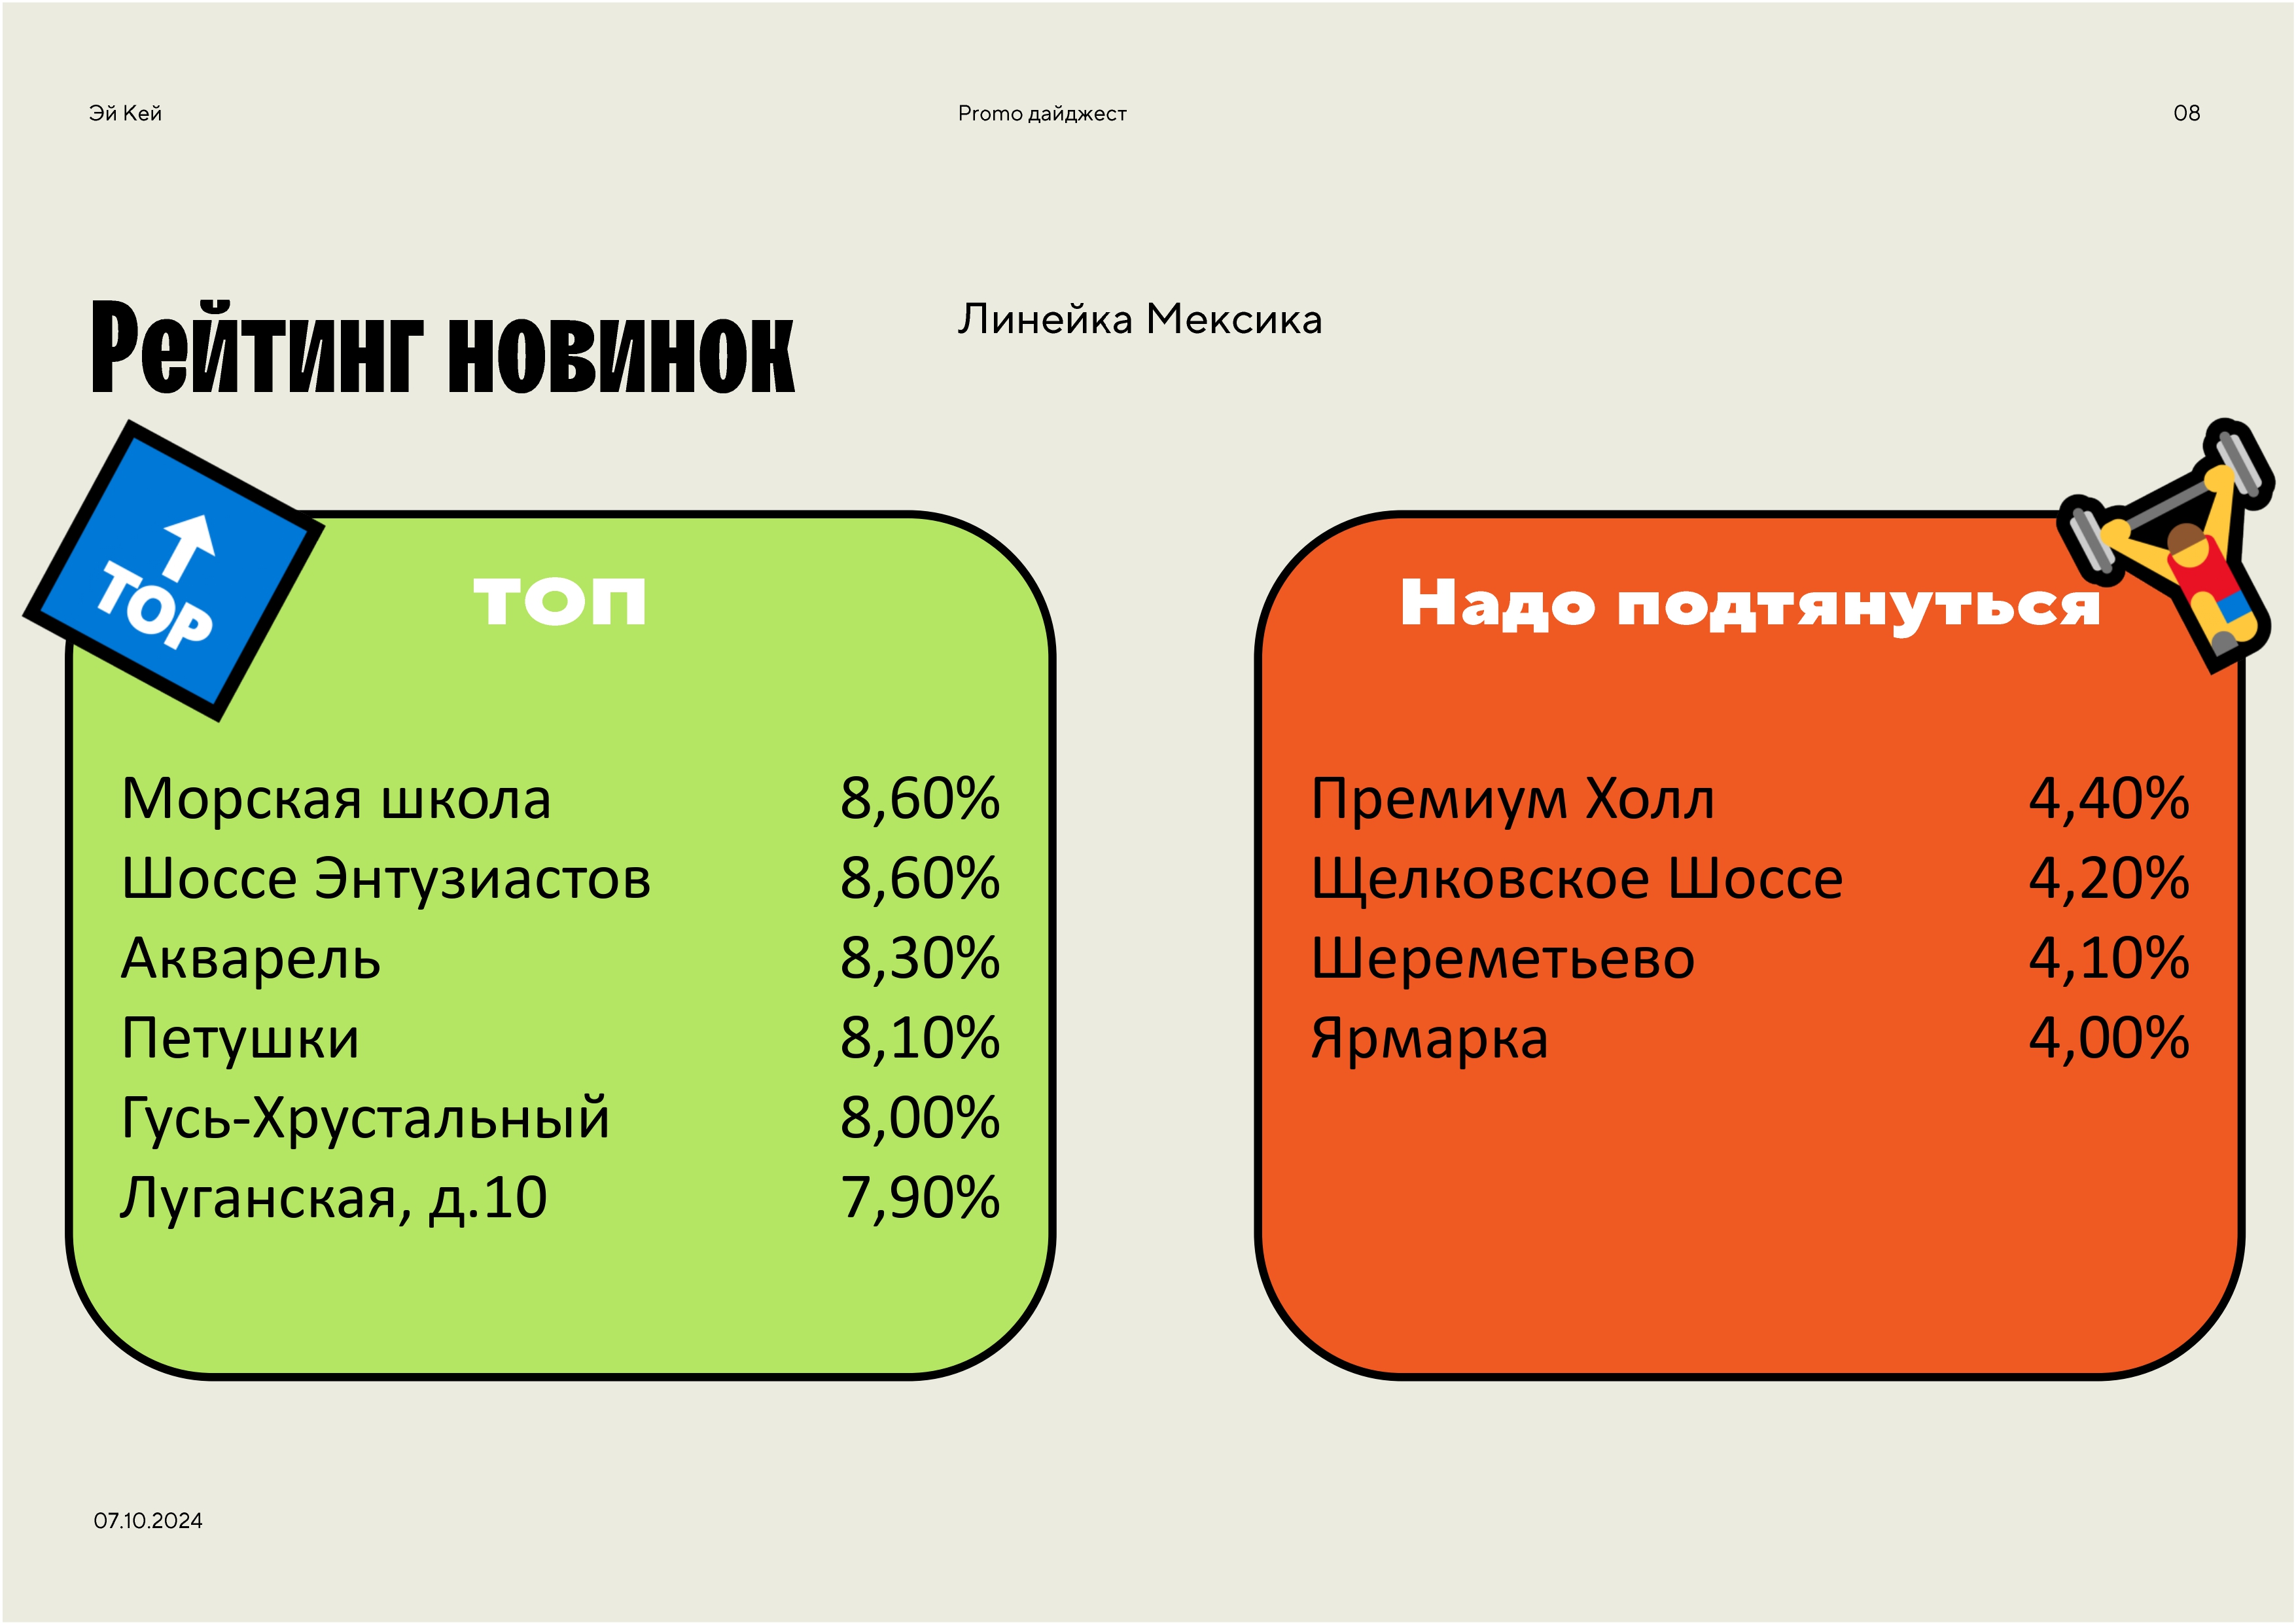 Эй Кей
Promo дайджест
08
Рейтинг новинок
Линейка Мексика
TOP
топ
Морская школа 8,60%
Шоссе Энтузиастов 8,60%
Акварель 8,30%
Петушки 8,10%
Гусь-Хрустальный 8,00%
Луганская, д.10 7,90%
Надо подтянуться
Премиум Холл 4,40%
Щелковское Шоссе 4,20%
Шереметьево 4,10%
Ярмарка 4,00%
07.10.2024